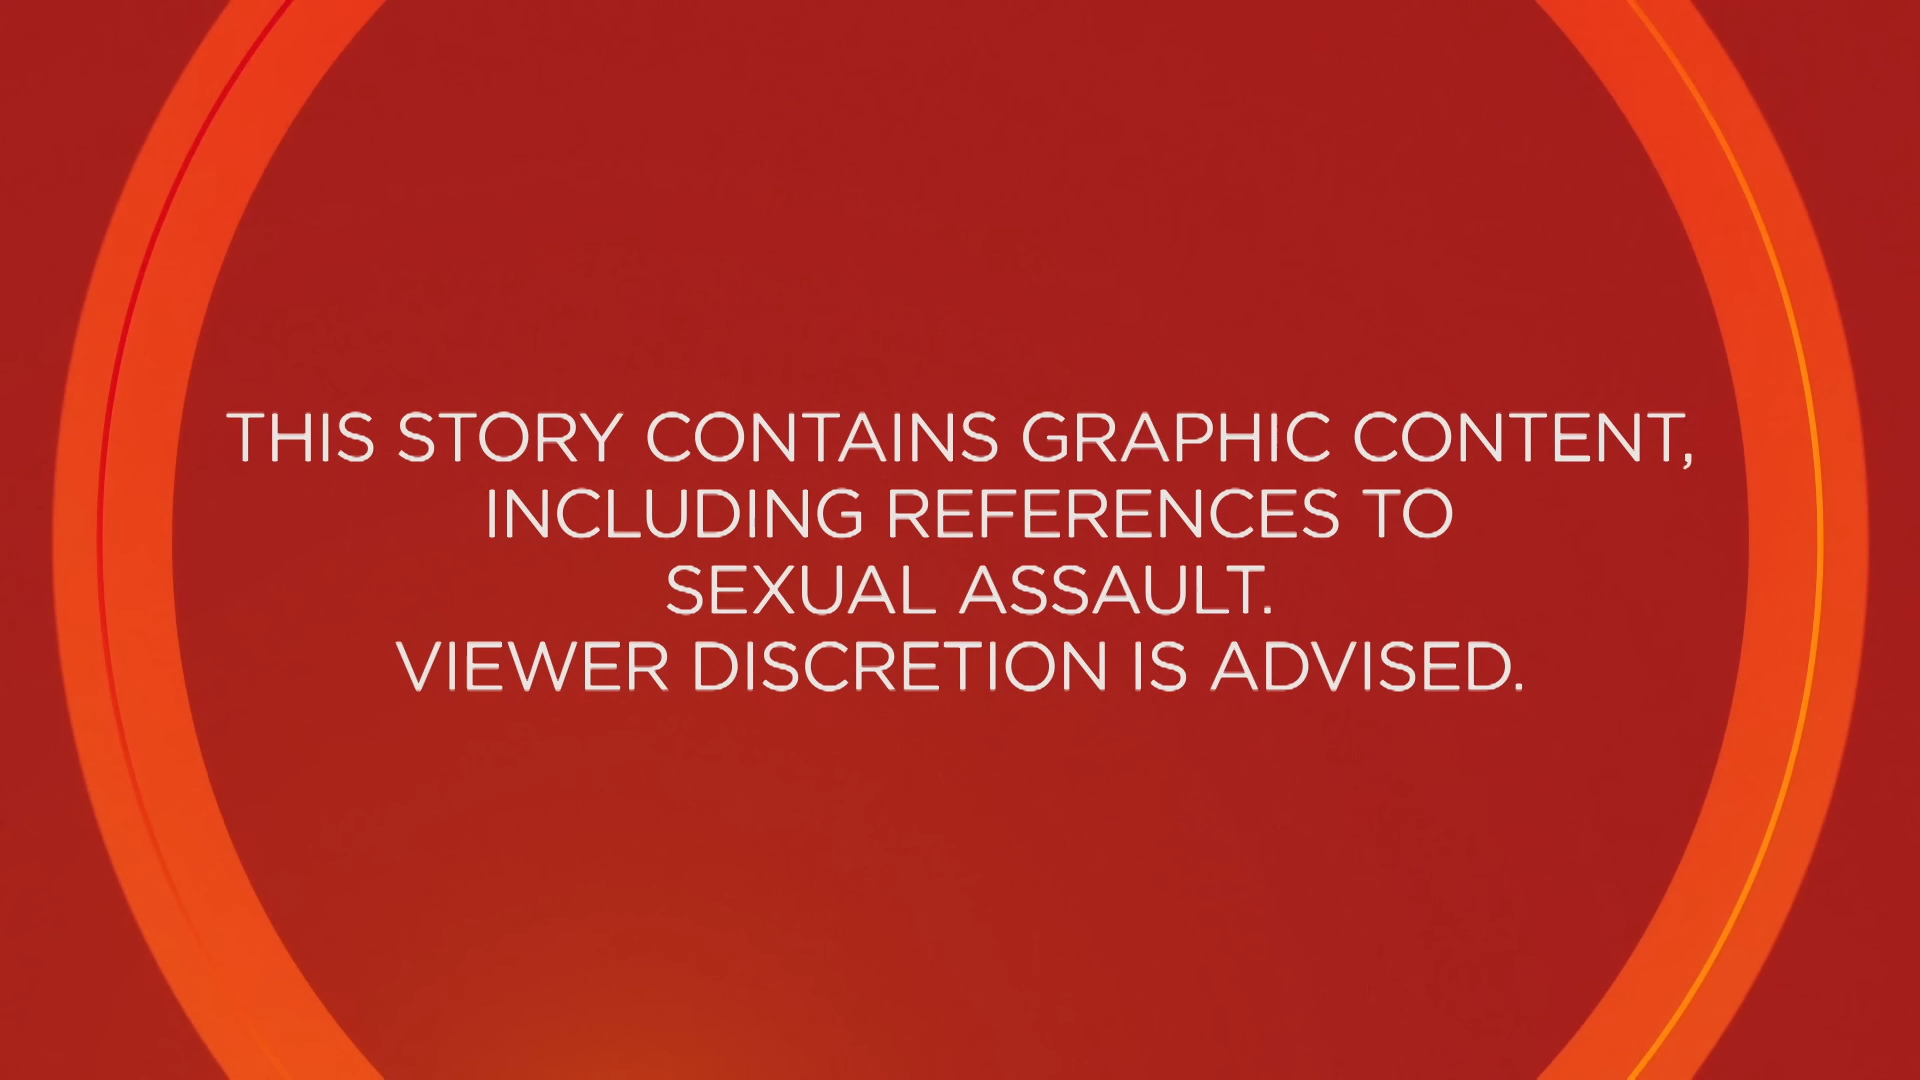 THIS STORY CONTAINS GRAPHIC CONTENT,
INCLUDING REFERENCES TO
SEXUAL ASSAULT.
VIEWER DISCRETION IS ADVISED.